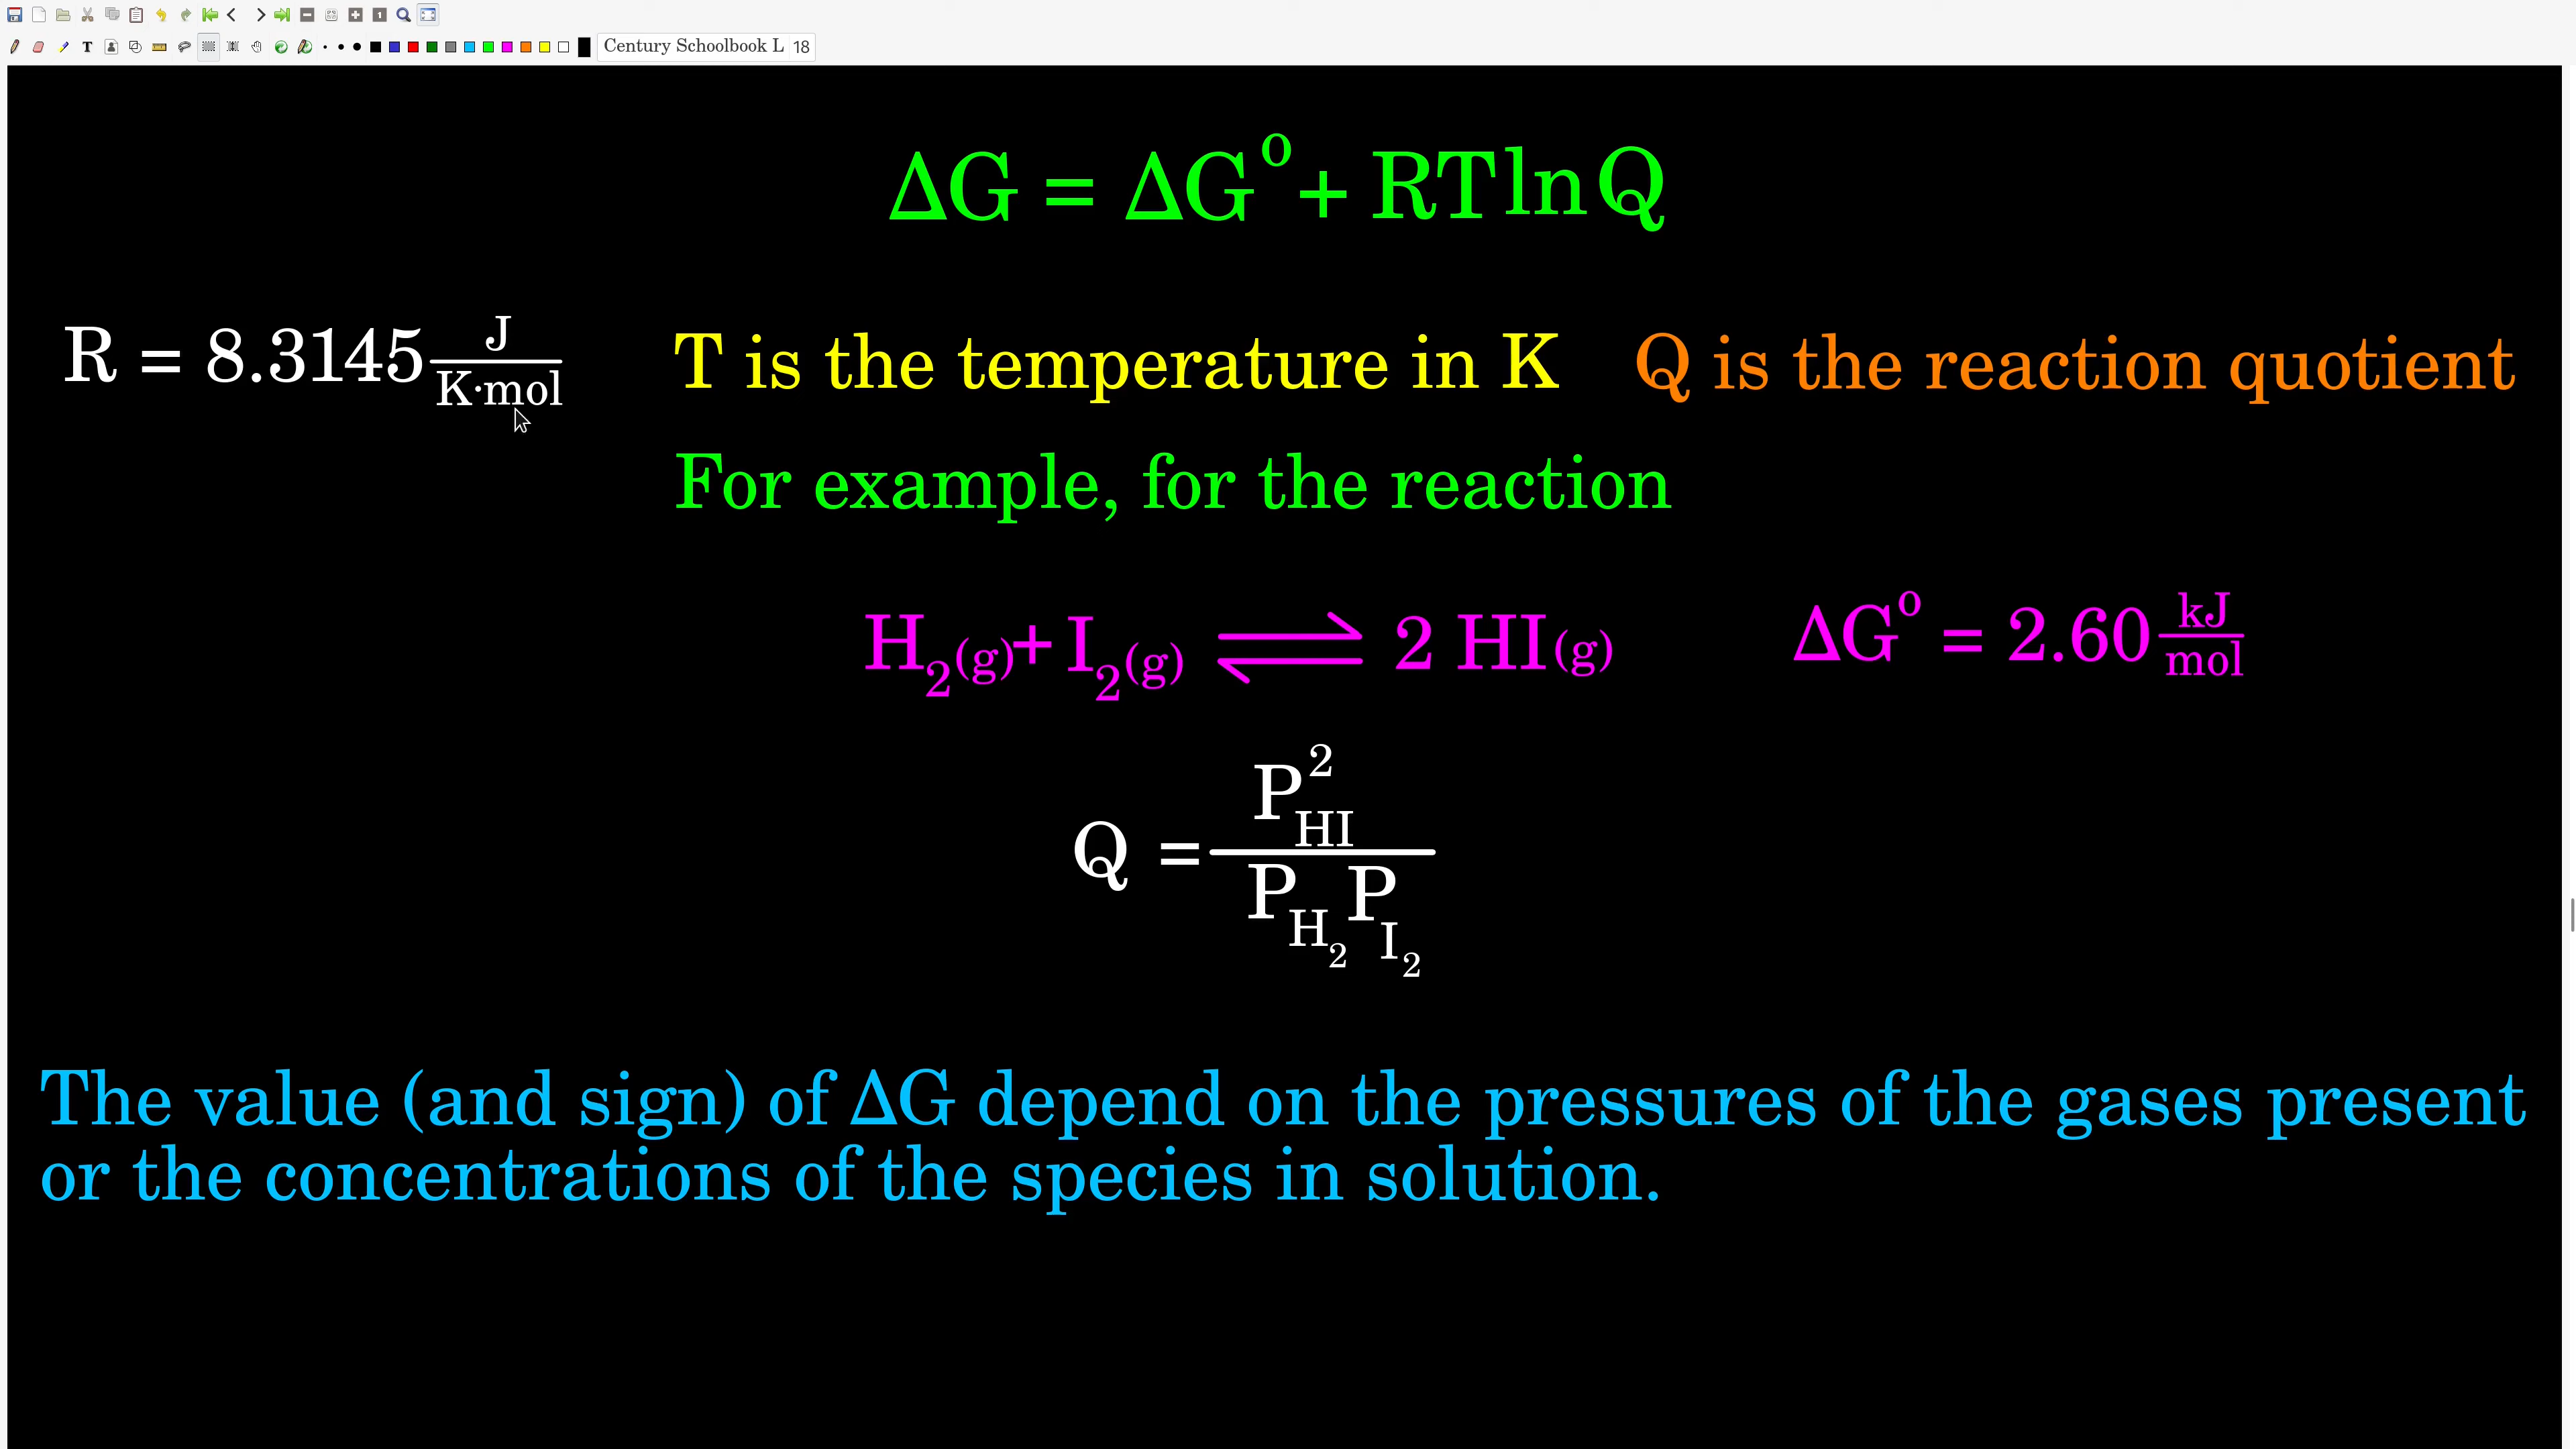 Century Schoolbook L 18
ΔG = ΔG° + RTlnQ
R = 8.3145 J/K·mol
T is the temperature in K
Q is the reaction quotient
For example, for the reaction
H₂(g) + I₂(g) ⇌ 2 HI(g)
ΔG° = 2.60 kJ/mol
Q = P²HI / PH₂ PI₂
The value (and sign) of ΔG depend on the pressures of the gases present
or the concentrations of the species in solution.